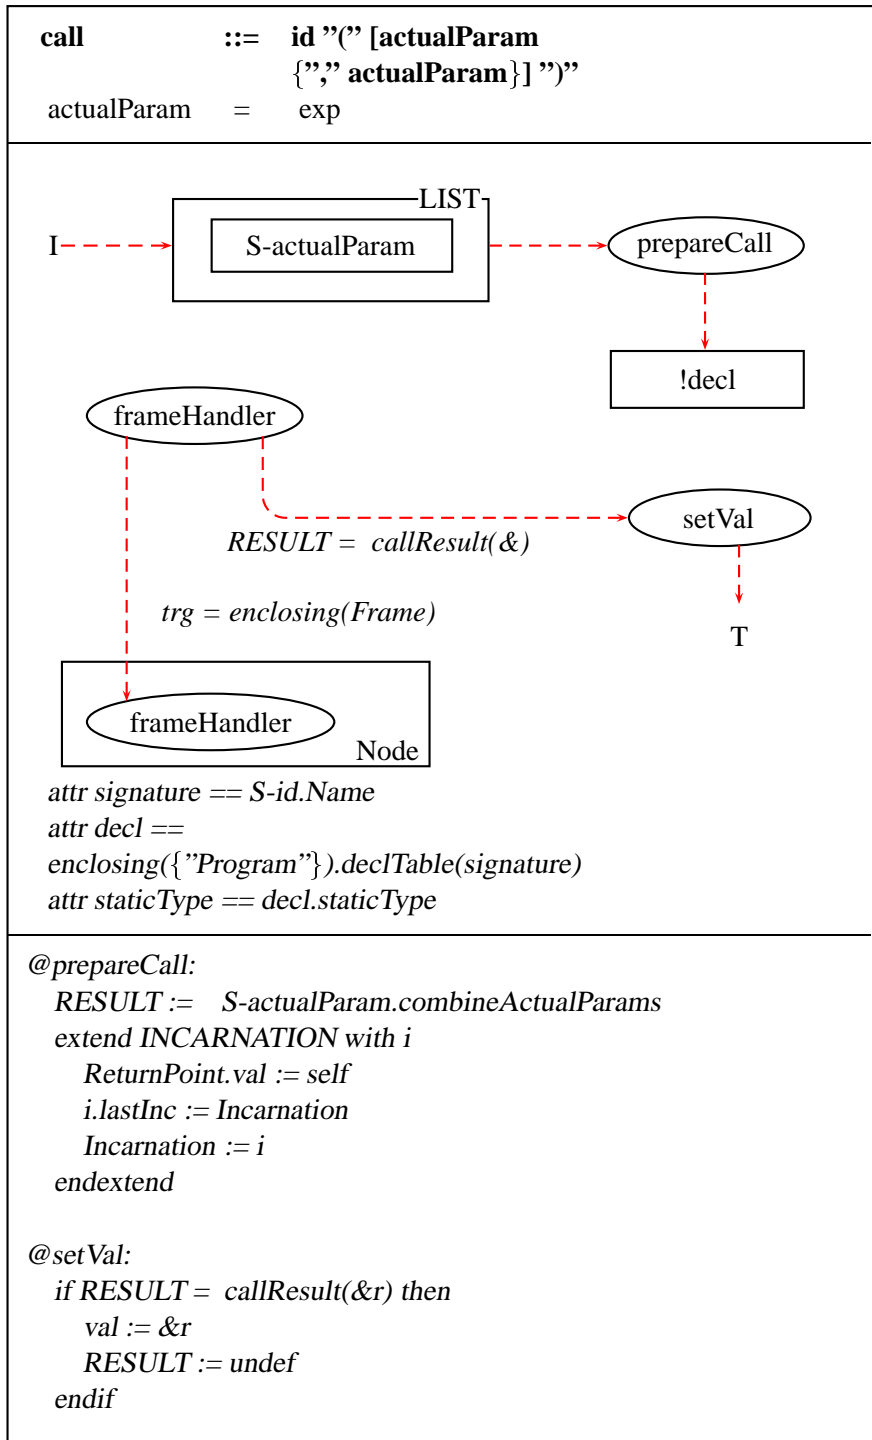 call ::= id ”(” [actualParam
{”,” actualParam}] ”)”
actualParam = exp
LIST
I
S-actualParam
prepareCall
!decl
frameHandler
setVal
RESULT = callResult(&)
trg = enclosing(Frame)
T
frameHandler
Node
attr signature == S-id.Name
attr decl ==
enclosing({”Program”}).declTable(signature)
attr staticType == decl.staticType
@prepareCall:
RESULT := S-actualParam.combineActualParams
extend INCARNATION with i
ReturnPoint.val := self
i.lastInc := Incarnation
Incarnation := i
endextend
@setVal:
if RESULT = callResult(&r) then
val := &r
RESULT := undef
endif